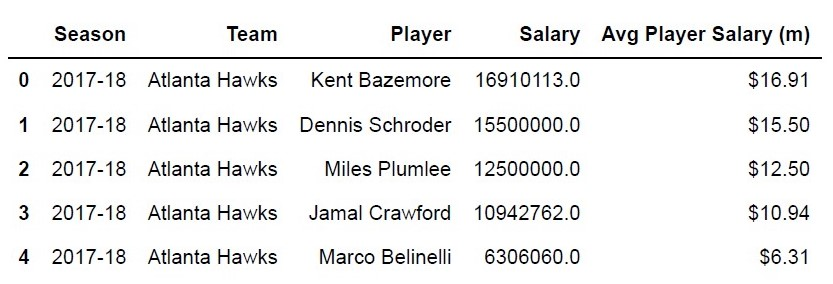 Season Team Player Salary Avg Player Salary (m)
0 2017-18 Atlanta Hawks Kent Bazemore 16910113.0 $16.91
1 2017-18 Atlanta Hawks Dennis Schroder 15500000.0 $15.50
2 2017-18 Atlanta Hawks Miles Plumlee 12500000.0 $12.50
3 2017-18 Atlanta Hawks Jamal Crawford 10942762.0 $10.94
4 2017-18 Atlanta Hawks Marco Belinelli 6306060.0 $6.31